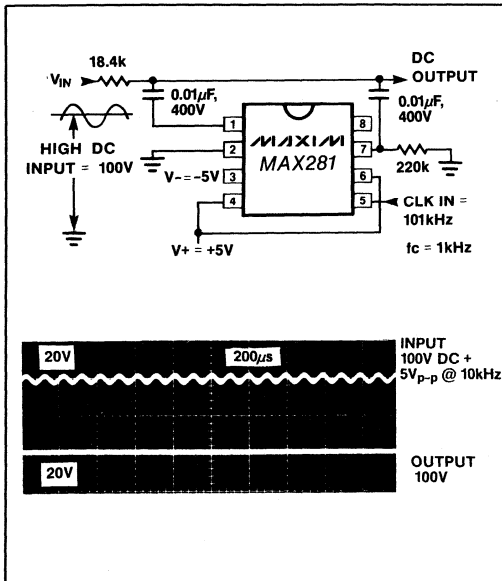 18.4k
DC
OUTPUT
VIN
0.01µF,
400V
0.01µF,
400V
HIGH DC
INPUT = 100V
1
2
3
4
8
7
6
5
MAXIM
MAX281
V- = -5V
220k
CLK IN =
101kHz
V+ = +5V
fc = 1kHz
20V
200µs
INPUT
100V DC +
5Vp-p @ 10kHz
20V
OUTPUT
100V